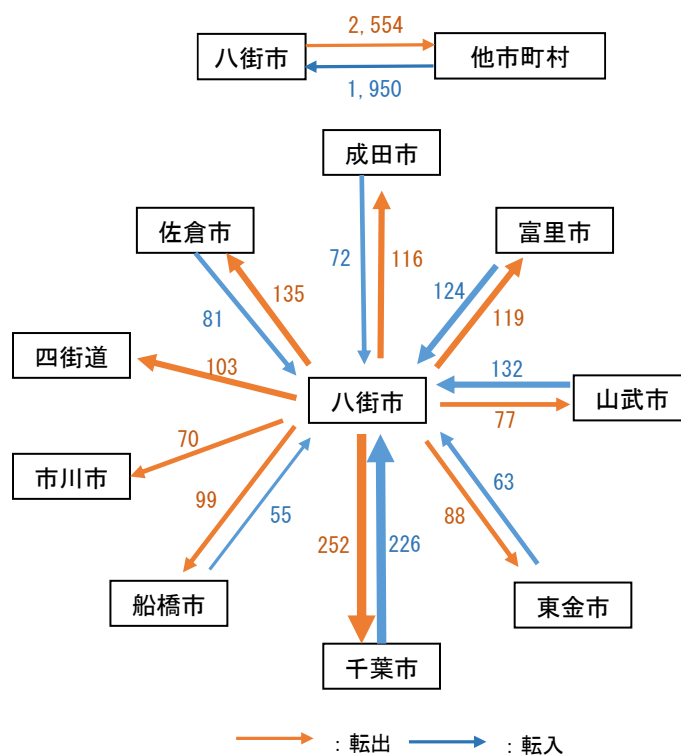 2,554
八街市
他市町村
1,950
成田市
佐倉市
富里市
72
116
135
124
81
119
四街道
103
132
八街市
山武市
77
70
市川市
99
63
55
88
252
226
船橋市
東金市
千葉市
：転出
：転入